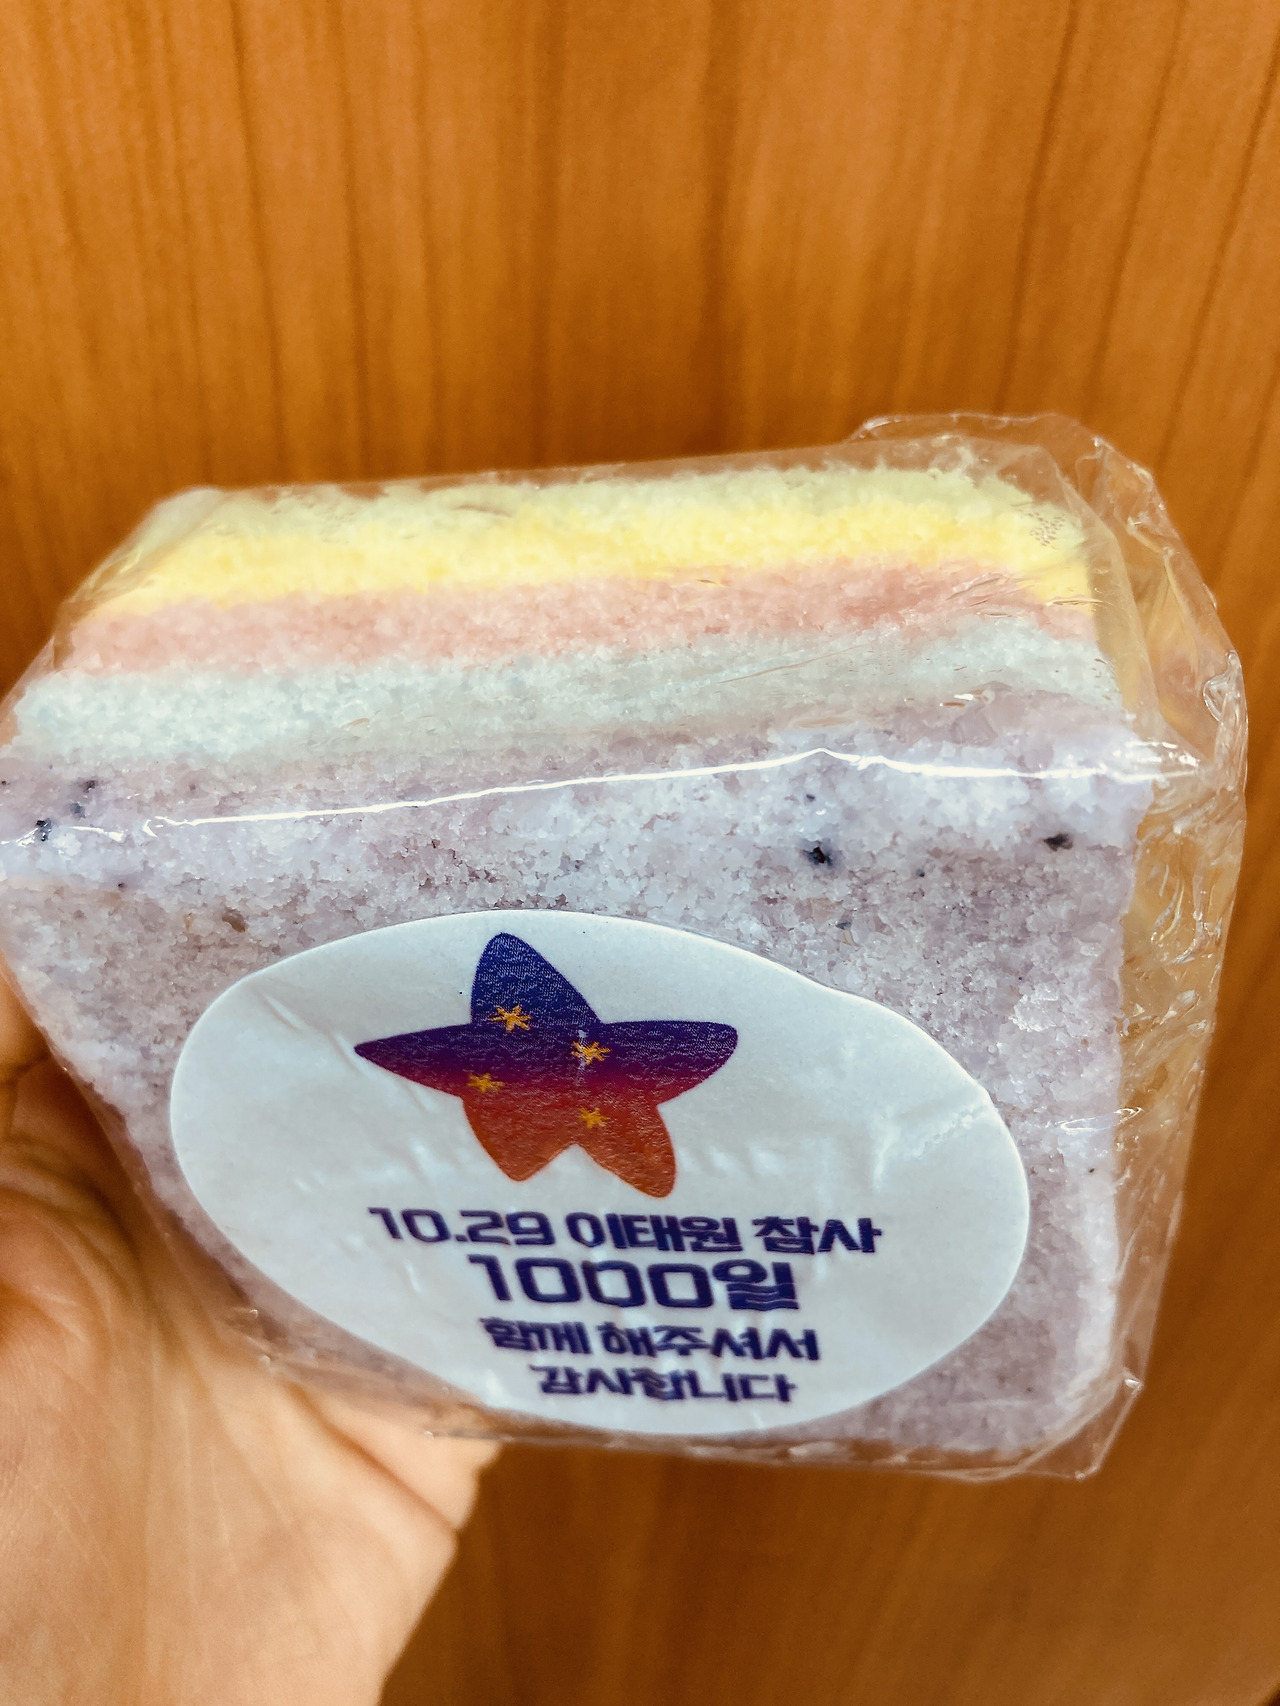 10.29 이태원 참사
1000일
함께 해주셔서
감사합니다